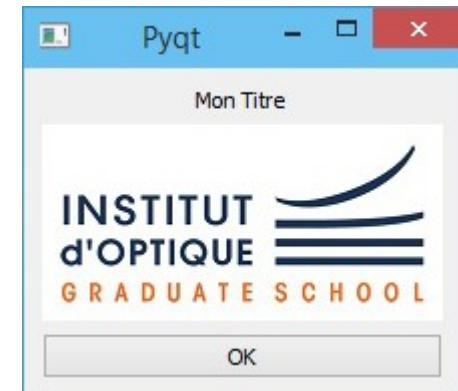 Pyqt
Mon Titre
INSTITUT
d'OPTIQUE
GRADUATE SCHOOL
OK